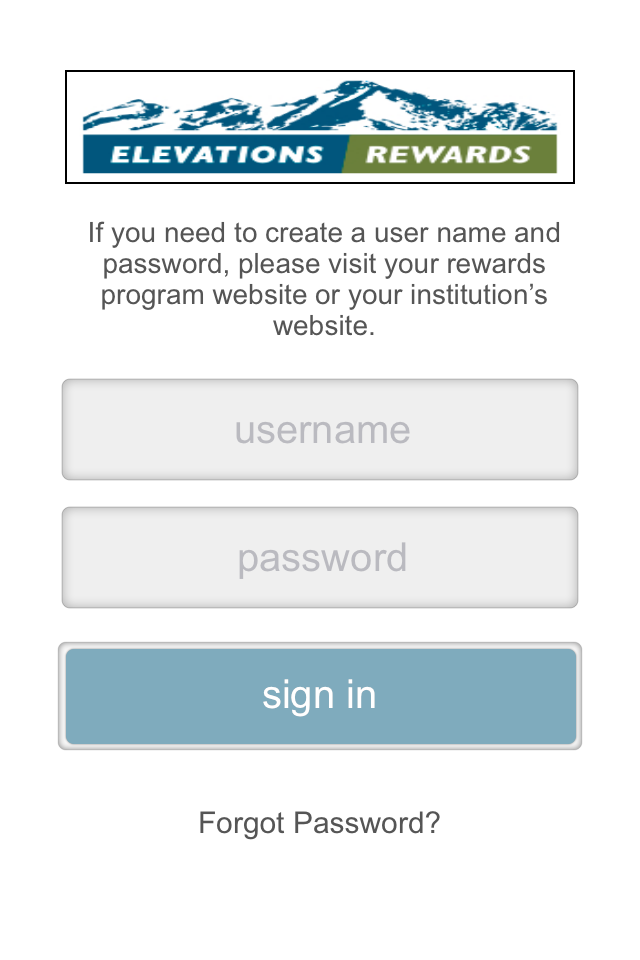 ELEVATIONS REWARDS
If you need to create a user name and
password, please visit your rewards
program website or your institution’s
website.
username
password
sign in
Forgot Password?